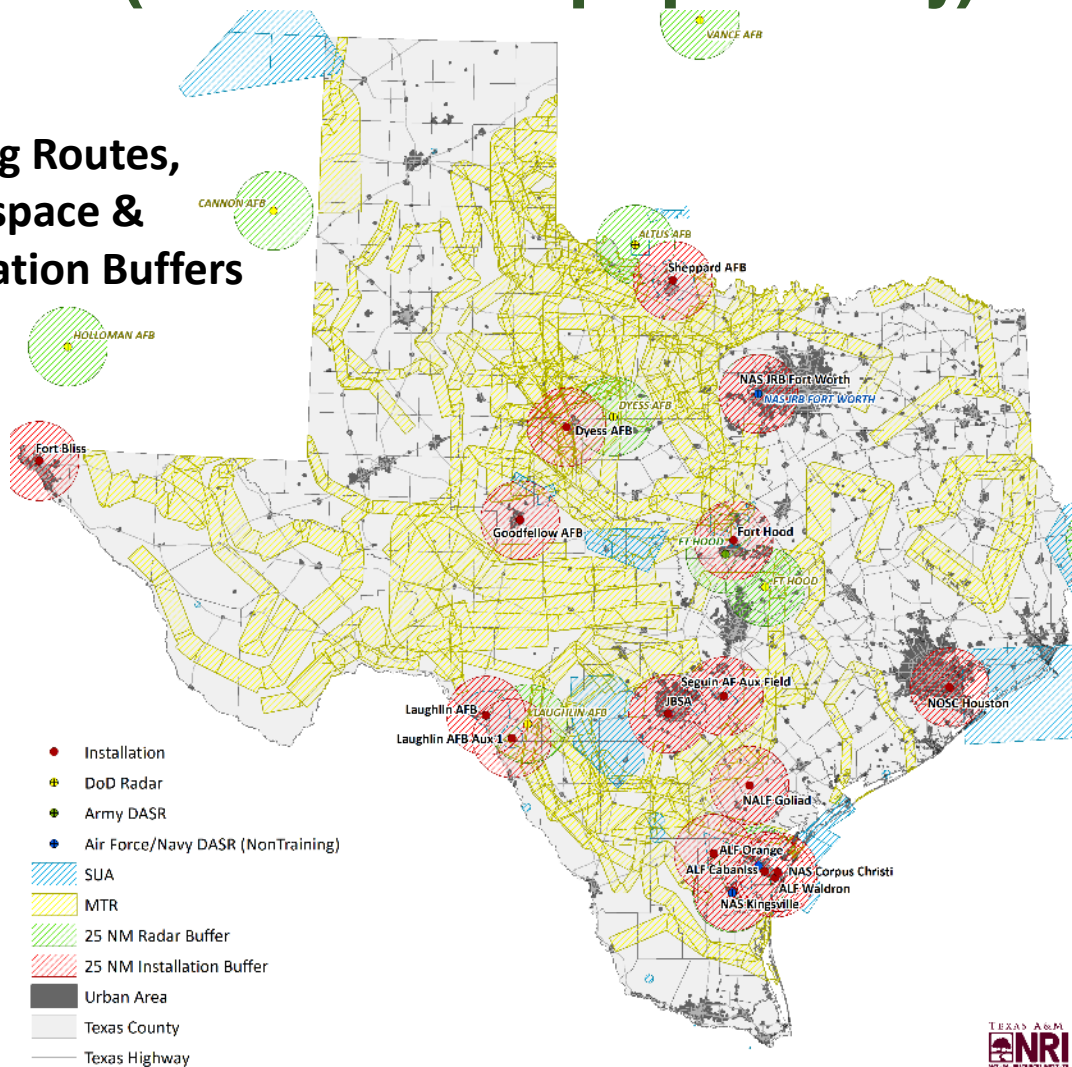 VANCE AFB
g Routes,
space &
ation Buffers
CANNON AFB
ALTUS AFB
Sheppard AFB
HOLLOMAN AFB
NAS JRB Fort Worth
NAS JRB FORT WORTH
DYESS AFB
Dyess AFB
Fort Bliss
Goodfellow AFB
Fort Hood
FT HOOD
FT HOOD
Seguin AF Aux Field
JBSA
NOSC Houston
Laughlin AFB
LAUGHLIN AFB
Laughlin AFB Aux 1
NALF Goliad
ALF Orange
ALF Cabaniss
NAS Corpus Christi
ALF Waldron
NAS Kingsville
Installation
DoD Radar
Army DASR
Air Force/Navy DASR (NonTraining)
SUA
MTR
25 NM Radar Buffer
25 NM Installation Buffer
Urban Area
Texas County
Texas Highway
TEXAS A&M
NRI